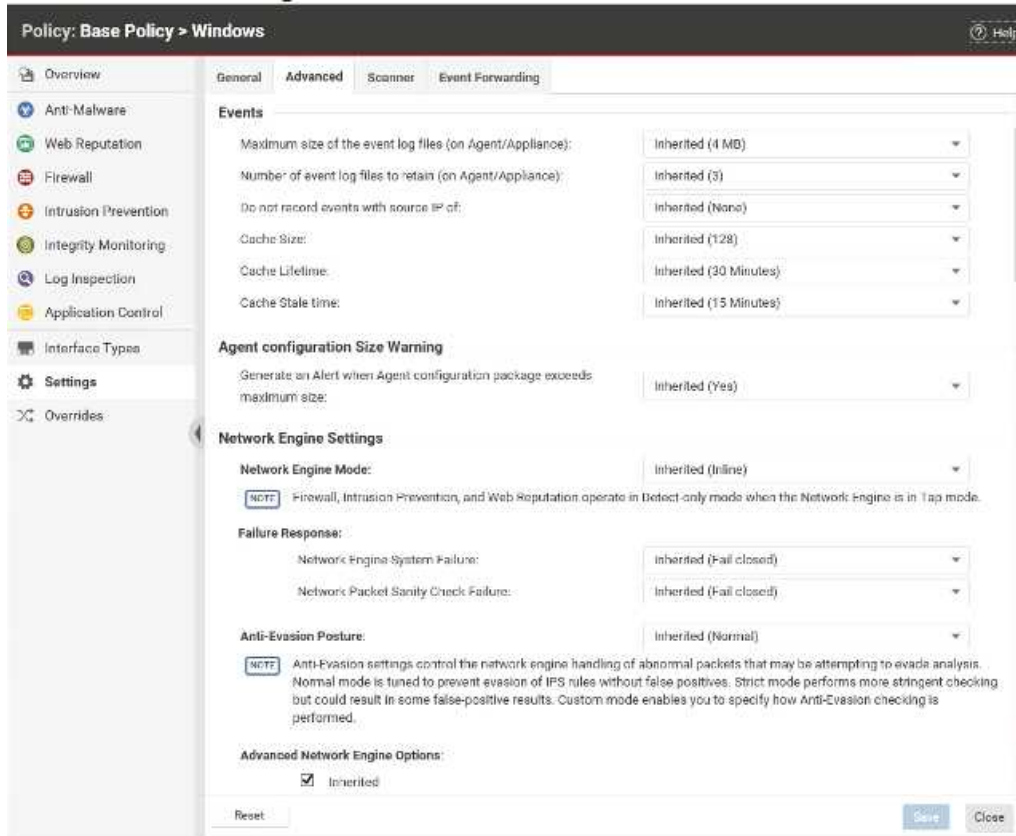 Policy: Base Policy > Windows
Help
Overview
Anti-Malware
Web Reputation
Firewall
Intrusion Prevention
Integrity Monitoring
Log Inspection
Application Control
Interface Types
Settings
Overrides
General Advanced Scanner Event Forwarding
Events
Maximum size of the event log files (on Agent/Appliance): Inherited (4 MB)
Number of event log files to retain (on Agent/Appliance): Inherited (3)
Do not record events with source IP of: Inherited (None)
Cache Size: Inherited (128)
Cache Lifetime: Inherited (30 Minutes)
Cache Stale time: Inherited (15 Minutes)
Agent configuration Size Warning
Generate an Alert when Agent configuration package exceeds
maximum size: Inherited (Yes)
Network Engine Settings
Network Engine Mode: Inherited (Inline)
NOTE Firewall, Intrusion Prevention, and Web Reputation operate in Detect-only mode when the Network Engine is in Tap mode.
Failure Response:
Network Engine System Failure: Inherited (Fail closed)
Network Packet Sanity Check Failure: Inherited (Fail closed)
Anti-Evasion Posture: Inherited (Normal)
NOTE Anti-Evasion settings control the network engine handling of abnormal packets that may be attempting to evade analysis.
Normal mode is tuned to prevent evasion of IPS rules without false positives. Strict mode performs more stringent checking
but could result in some false-positive results. Custom mode enables you to specify how Anti-Evasion checking is
performed.
Advanced Network Engine Options:
Inherited
Reset Save Close